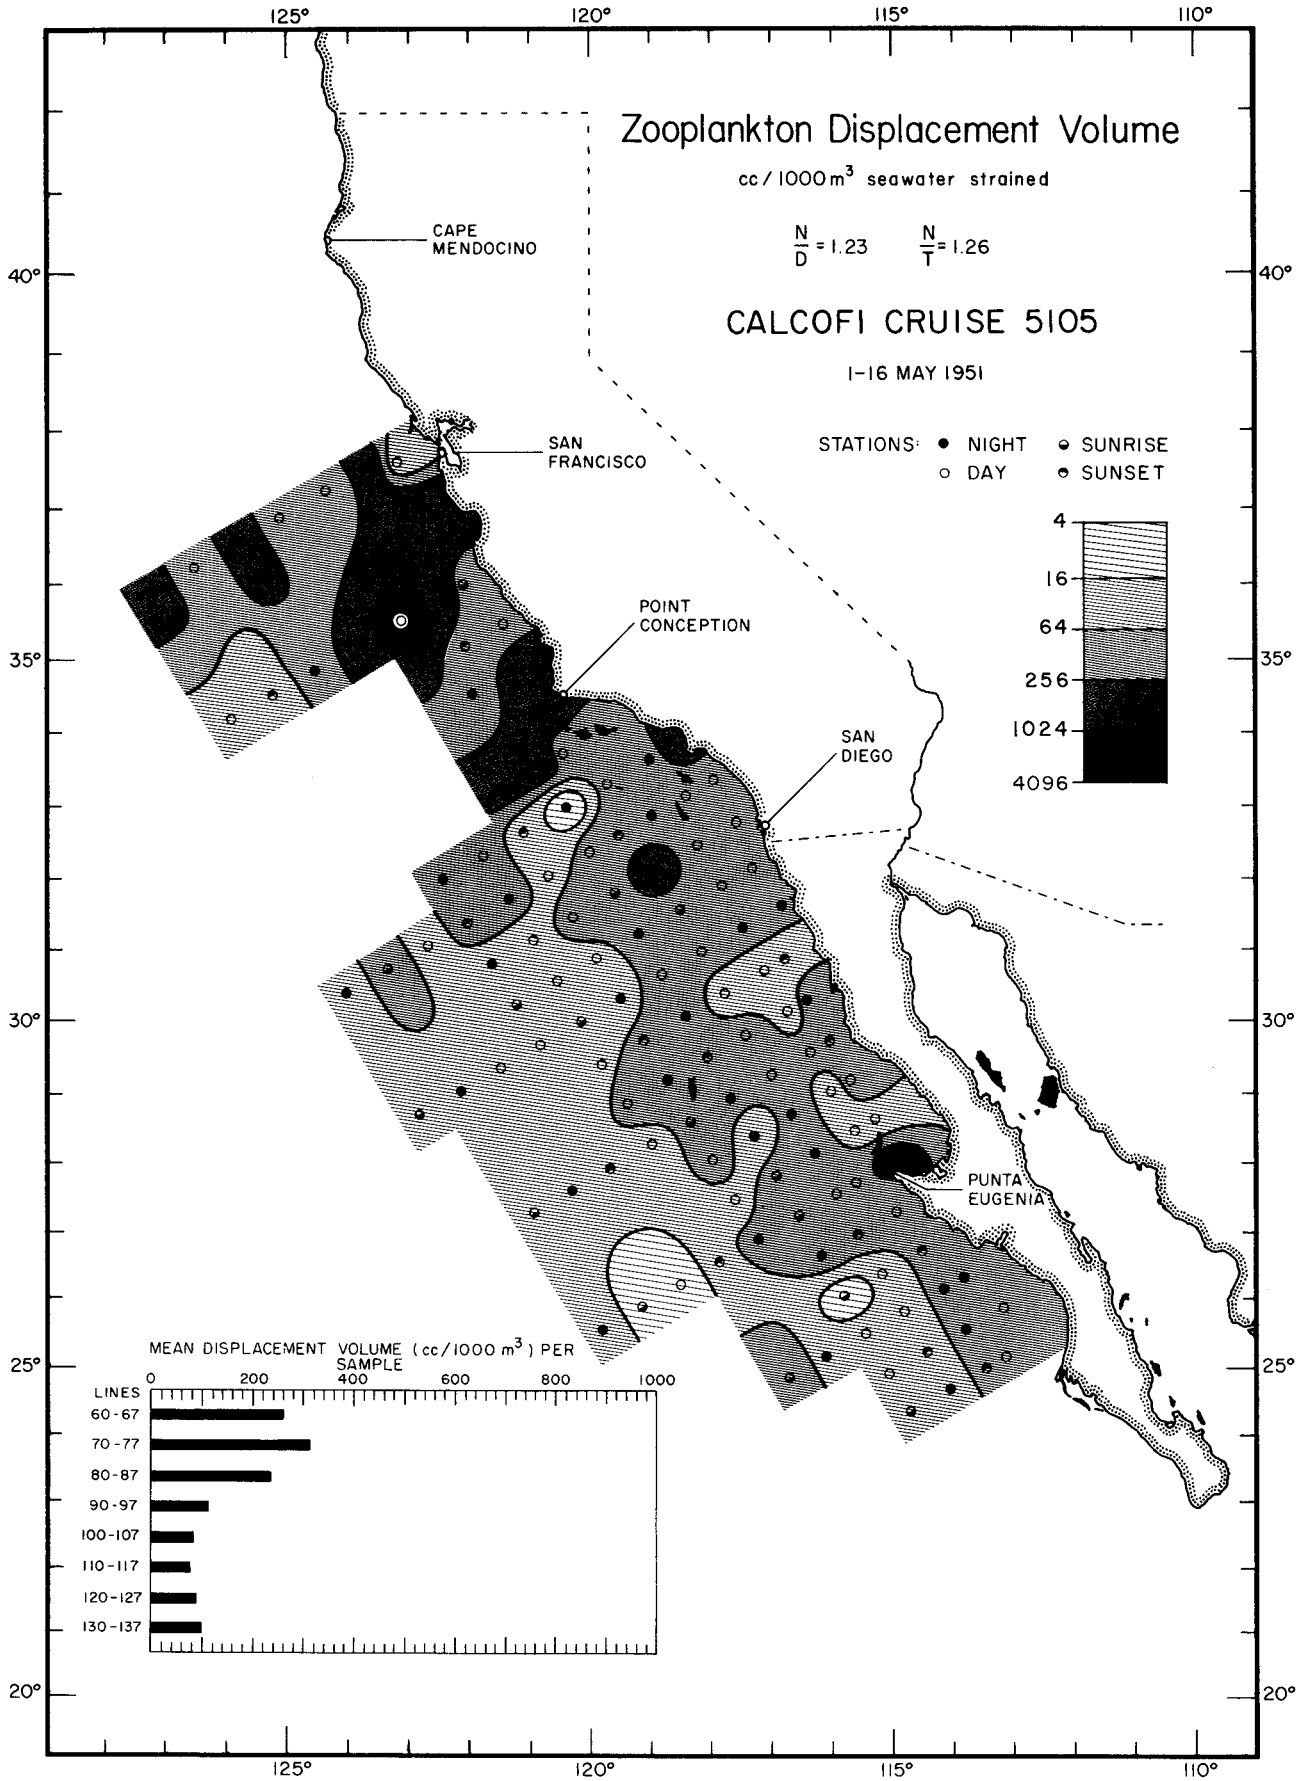 125° 120° 115° 110°
Zooplankton Displacement Volume
cc/1000m³ seawater strained
N/D = 1.23 N/T = 1.26
CAPE
MENDOCINO
40° 40°
CALCOFI CRUISE 5105
1-16 MAY 1951
STATIONS: ● NIGHT ◒ SUNRISE
○ DAY ◓ SUNSET
SAN
FRANCISCO
4
16
64
256
1024
4096
POINT
CONCEPTION
35° 35°
SAN
DIEGO
30° 30°
PUNTA
EUGENIA
25° 25°
MEAN DISPLACEMENT VOLUME (cc/1000 m³) PER
SAMPLE
LINES 0 200 400 600 800 1000
60-67
70-77
80-87
90-97
100-107
110-117
120-127
130-137
20° 20°
125° 120° 115° 110°